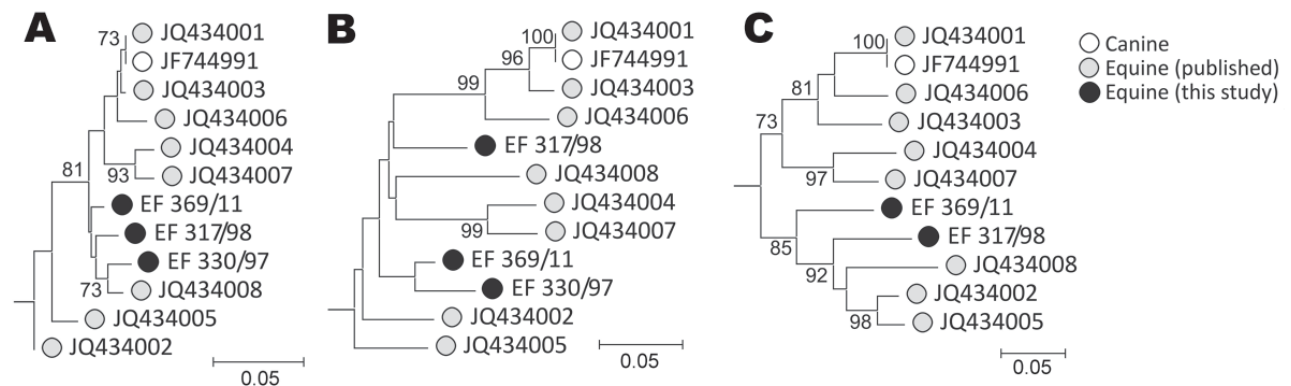 A
73
JQ434001
JF744991
JQ434003
JQ434006
JQ434004
93
JQ434007
81
EF 369/11
EF 317/98
EF 330/97
73
JQ434008
JQ434005
JQ434002
0.05
B
100
JQ434001
96
JF744991
99
JQ434003
JQ434006
EF 317/98
JQ434008
JQ434004
99
JQ434007
EF 369/11
EF 330/97
JQ434002
JQ434005
0.05
C
100
JQ434001
JF744991
81
JQ434006
73
JQ434003
JQ434004
97
JQ434007
EF 369/11
85
EF 317/98
92
JQ434008
JQ434002
98
JQ434005
0.05
Canine
Equine (published)
Equine (this study)